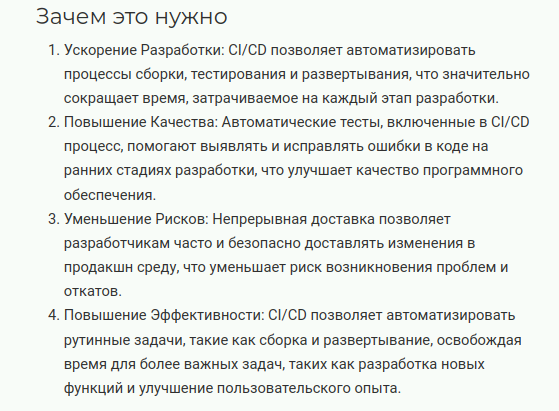 Зачем это нужно
1. Ускорение Разработки: CI/CD позволяет автоматизировать
процессы сборки, тестирования и развертывания, что значительно
сокращает время, затрачиваемое на каждый этап разработки.
2. Повышение Качества: Автоматические тесты, включенные в CI/CD
процесс, помогают выявлять и исправлять ошибки в коде на
ранних стадиях разработки, что улучшает качество программного
обеспечения.
3. Уменьшение Рисков: Непрерывная доставка позволяет
разработчикам часто и безопасно доставлять изменения в
продакшн среду, что уменьшает риск возникновения проблем и
откатов.
4. Повышение Эффективности: CI/CD позволяет автоматизировать
рутинные задачи, такие как сборка и развертывание, освобождая
время для более важных задач, таких как разработка новых
функций и улучшение пользовательского опыта.